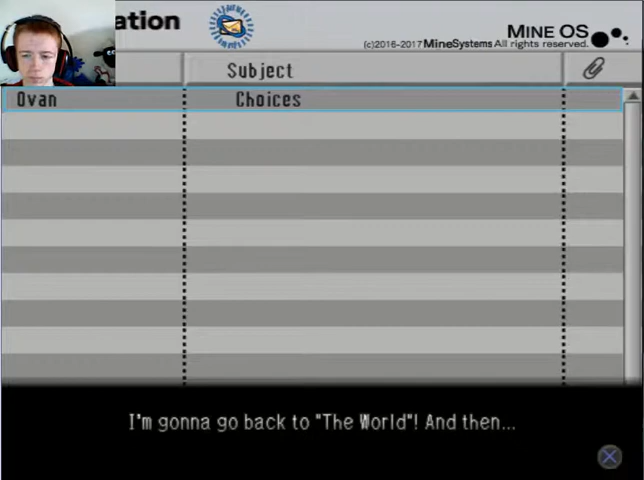 ation
MINE OS
(c)2016-2017 MineSystems All rights reserved.
Subject
Ovan Choices
I'm gonna go back to "The World"! And then...